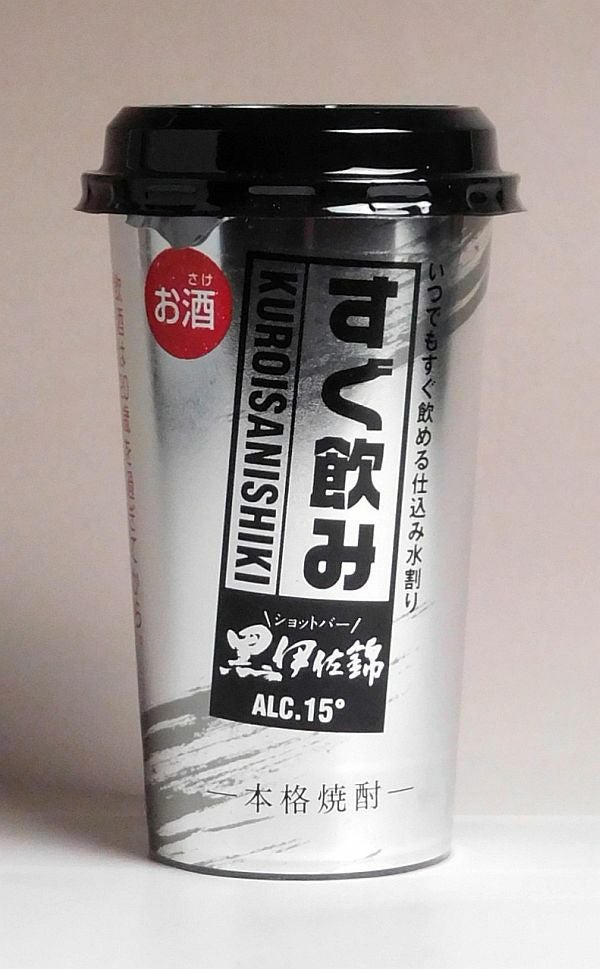 さけ
お酒
いつでもすぐ飲める仕込み水割り
すぐ飲み
KUROISANISHIKI
\ショットバー/
黒伊佐錦
ALC.15°
—本格焼酎—